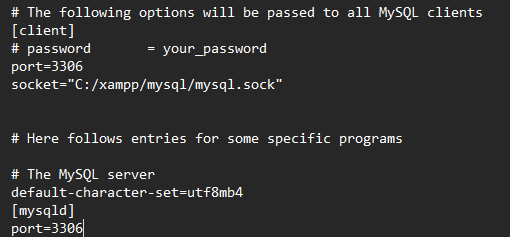 # The following options will be passed to all MySQL clients
[client]
# password       = your_password
port=3306
socket="C:/xampp/mysql/mysql.sock"
# Here follows entries for some specific programs
# The MySQL server
default-character-set=utf8mb4
[mysqld]
port=3306